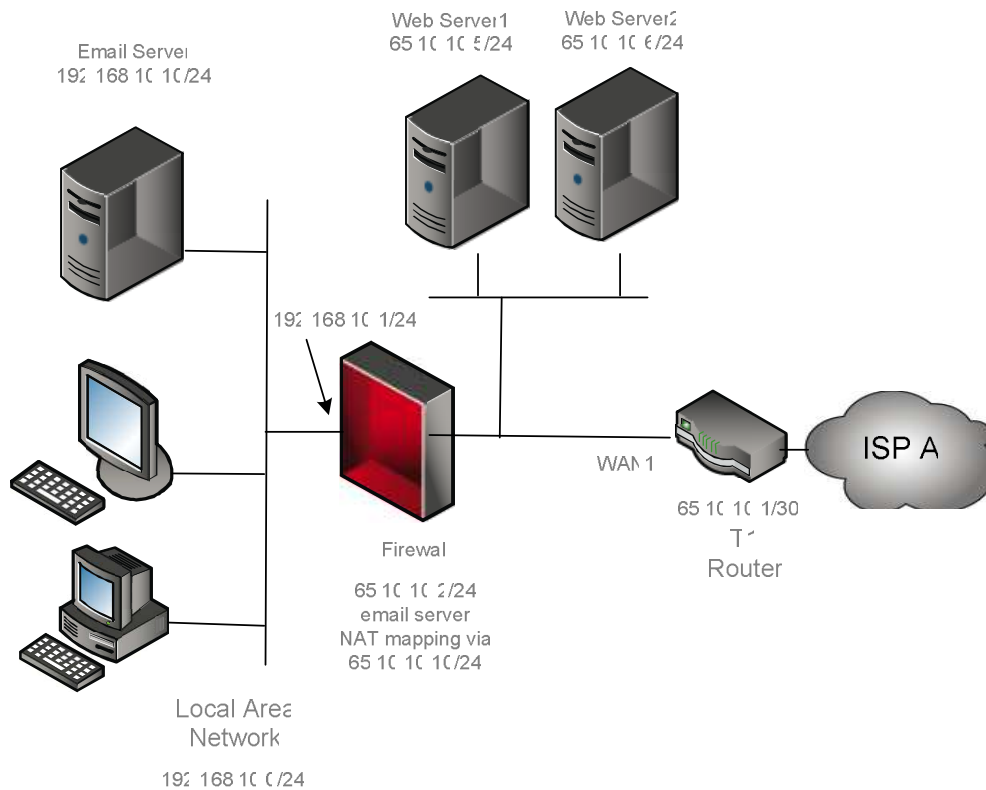 Email Server
192.168.10.10/24
Web Server1
65.10.10.5/24
Web Server2
65.10.10.6/24
192.168.10.1/24
WAN1
ISP A
65.10.10.1/30
T1
Router
Firewall
65.10.10.2/24
email server
NAT mapping via
65.10.10.10/24
Local Area
Network
192.168.10.0/24